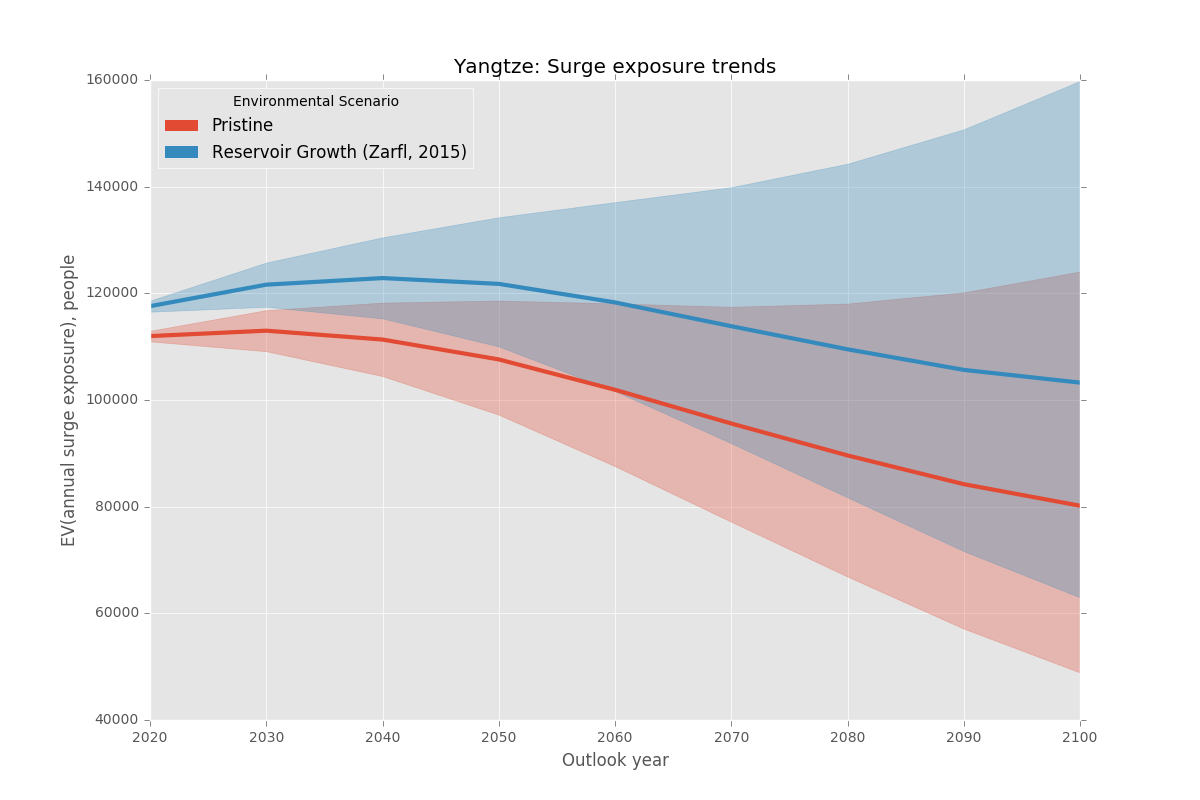 Yangtze: Surge exposure trends
Environmental Scenario
Pristine
Reservoir Growth (Zarfl, 2015)
EV(annual surge exposure), people
160000
140000
120000
100000
80000
60000
40000
2020 2030 2040 2050 2060 2070 2080 2090 2100
Outlook year